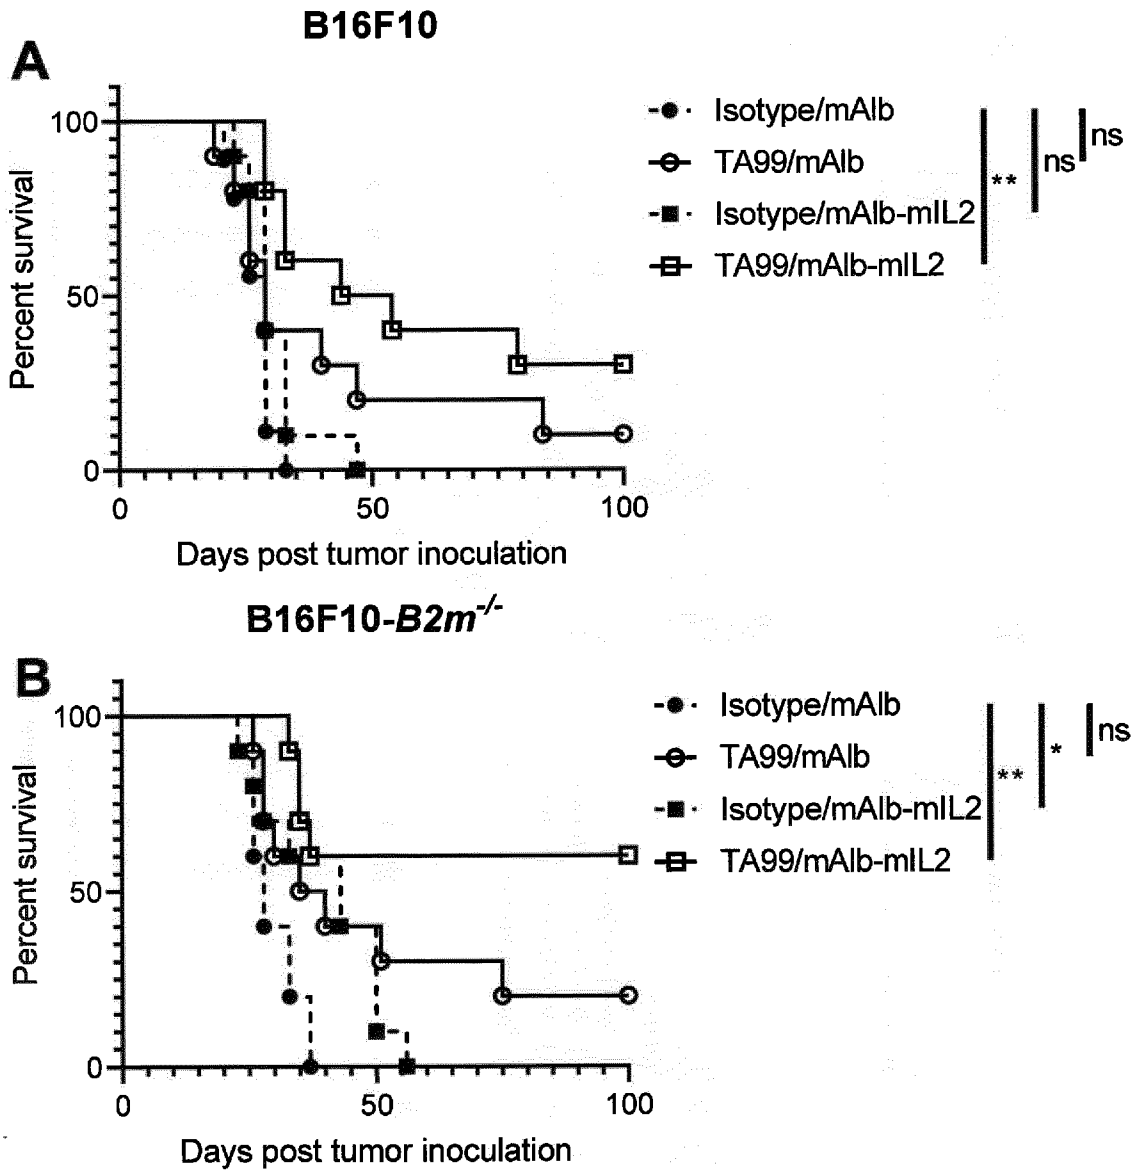 B16F10
A
100
50
0
0 50 100
Percent survival
Days post tumor inoculation
Isotype/mAlb
TA99/mAlb
Isotype/mAlb-mIL2
TA99/mAlb-mIL2
** ns ns
B16F10-B2m-/-
B
100
50
0
0 50 100
Percent survival
Days post tumor inoculation
Isotype/mAlb
TA99/mAlb
Isotype/mAlb-mIL2
TA99/mAlb-mIL2
** * ns